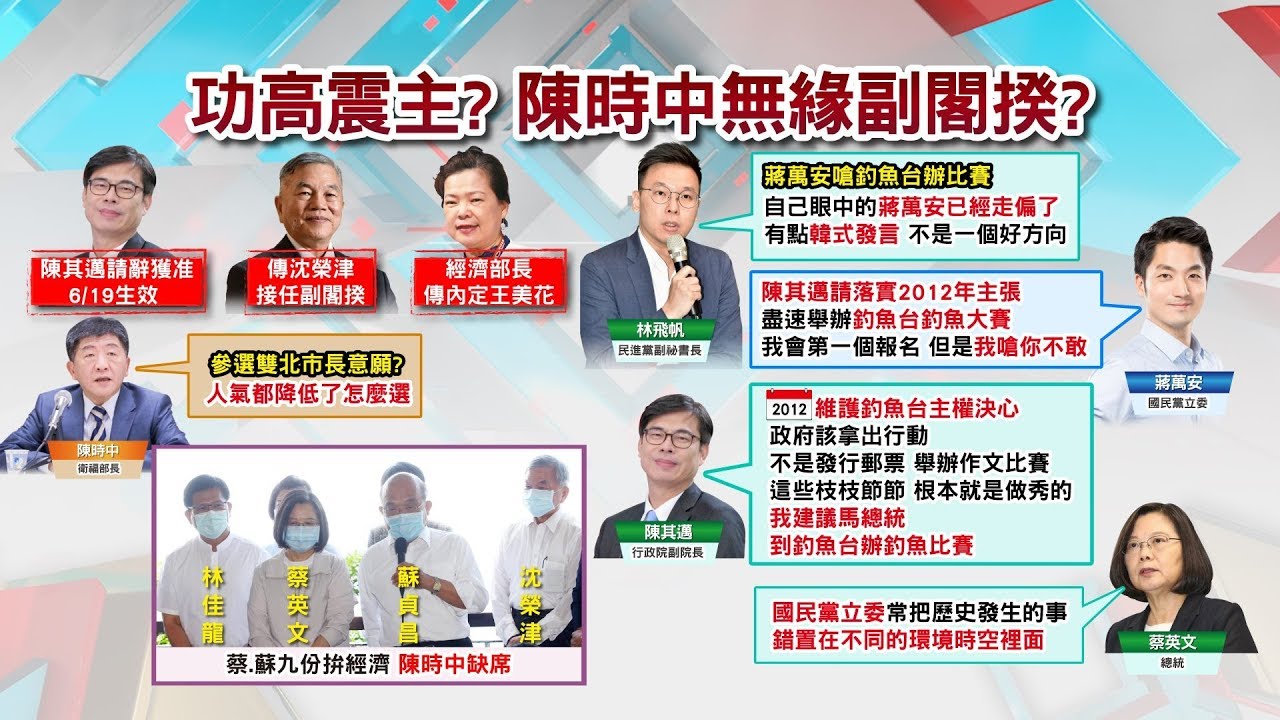 功高震主? 陳時中無緣副閣揆?
陳其邁請辭獲准
6/19生效
傳沈榮津
接任副閣揆
經濟部長
傳內定王美花
參選雙北市長意願?
人氣都降低了怎麼選
陳時中
衛福部長
林佳龍
蔡英文
蘇貞昌
沈榮津
蔡.蘇九份拚經濟 陳時中缺席
林飛帆
民進黨副祕書長
蔣萬安嗆釣魚台辦比賽
自己眼中的蔣萬安已經走偏了
有點韓式發言 不是一個好方向
陳其邁請落實2012年主張
盡速舉辦釣魚台釣魚大賽
我會第一個報名 但是我嗆你不敢
蔣萬安
國民黨立委
陳其邁
行政院副院長
2012 維護釣魚台主權決心
政府該拿出行動
不是發行郵票 舉辦作文比賽
這些枝枝節節 根本就是做秀的
我建議馬總統
到釣魚台辦釣魚比賽
國民黨立委常把歷史發生的事
錯置在不同的環境時空裡面
蔡英文
總統